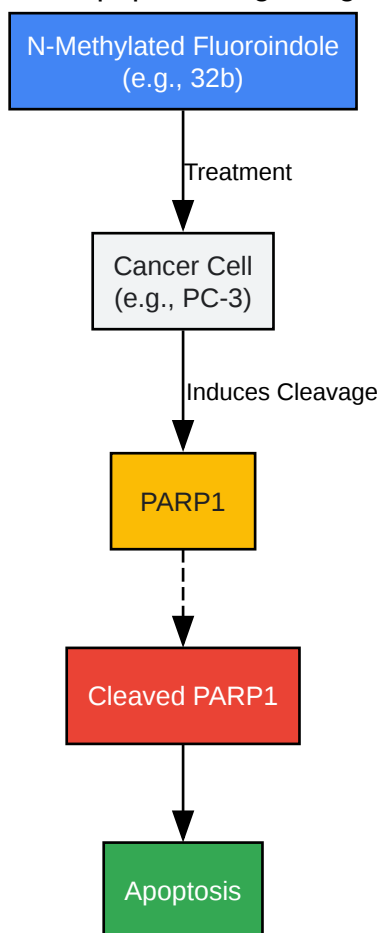 N-Methylated Fluoroindole
(e.g., 32b)
Treatment
Cancer Cell
(e.g., PC-3)
Induces Cleavage
PARP1
Cleaved PARP1
Apoptosis